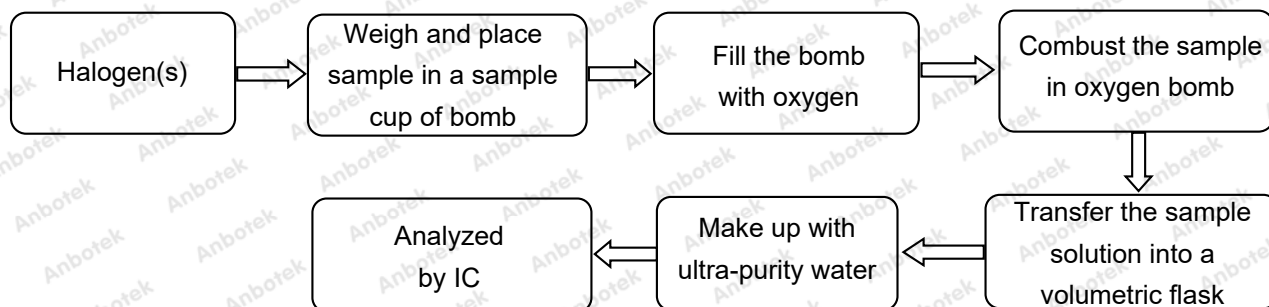 Halogen(s)
Weigh and place
sample in a sample
cup of bomb
Fill the bomb
with oxygen
Combust the sample
in oxygen bomb
Transfer the sample
solution into a
volumetric flask
Make up with
ultra-purity water
Analyzed
by IC
Anbotek